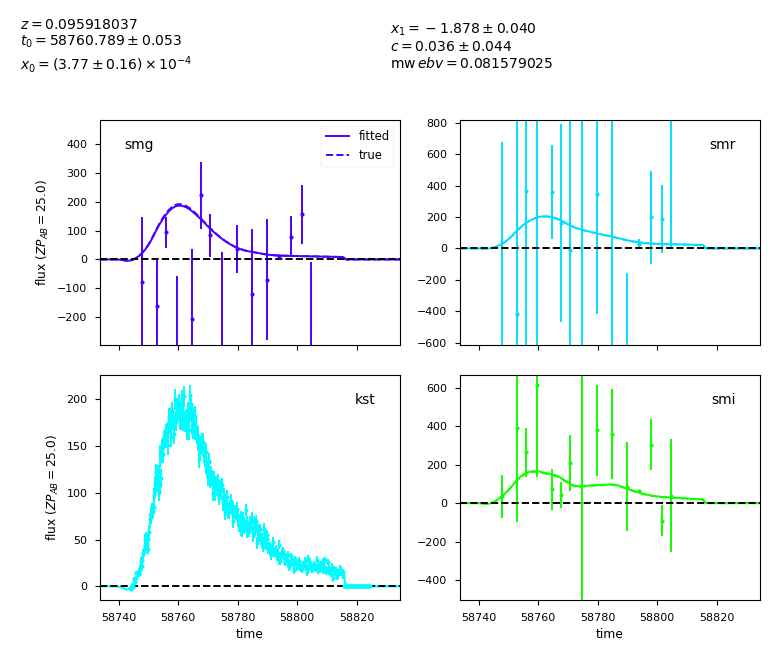 z = 0.095918037
t₀ = 58760.789 ± 0.053
x₀ = (3.77 ± 0.16) × 10⁻⁴
x₁ = −1.878 ± 0.040
c = 0.036 ± 0.044
mw ebv = 0.081579025
smg
fitted
true
400
300
200
100
0
−100
−200
flux (ZP_AB = 25.0)
smr
800
600
400
200
0
−200
−400
−600
kst
200
150
100
50
0
flux (ZP_AB = 25.0)
58740 58760 58780 58800 58820
time
smi
600
400
200
0
−200
−400
58740 58760 58780 58800 58820
time